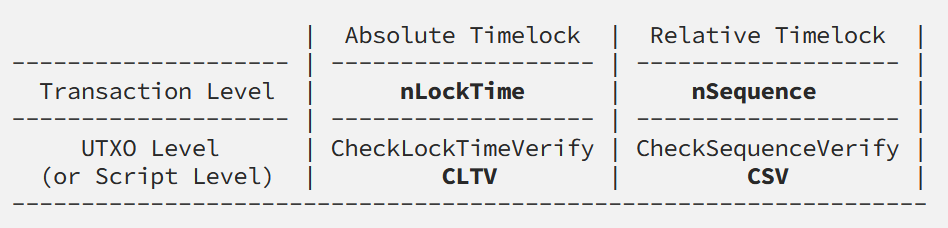 | Absolute Timelock | Relative Timelock |
-------------------- | ------------------- | ------------------- |
Transaction Level | nLockTime | nSequence |
-------------------- | ------------------- | ------------------- |
UTXO Level | CheckLockTimeVerify | CheckSequenceVerify |
(or Script Level) | CLTV | CSV |
------------------------------------------------------------------